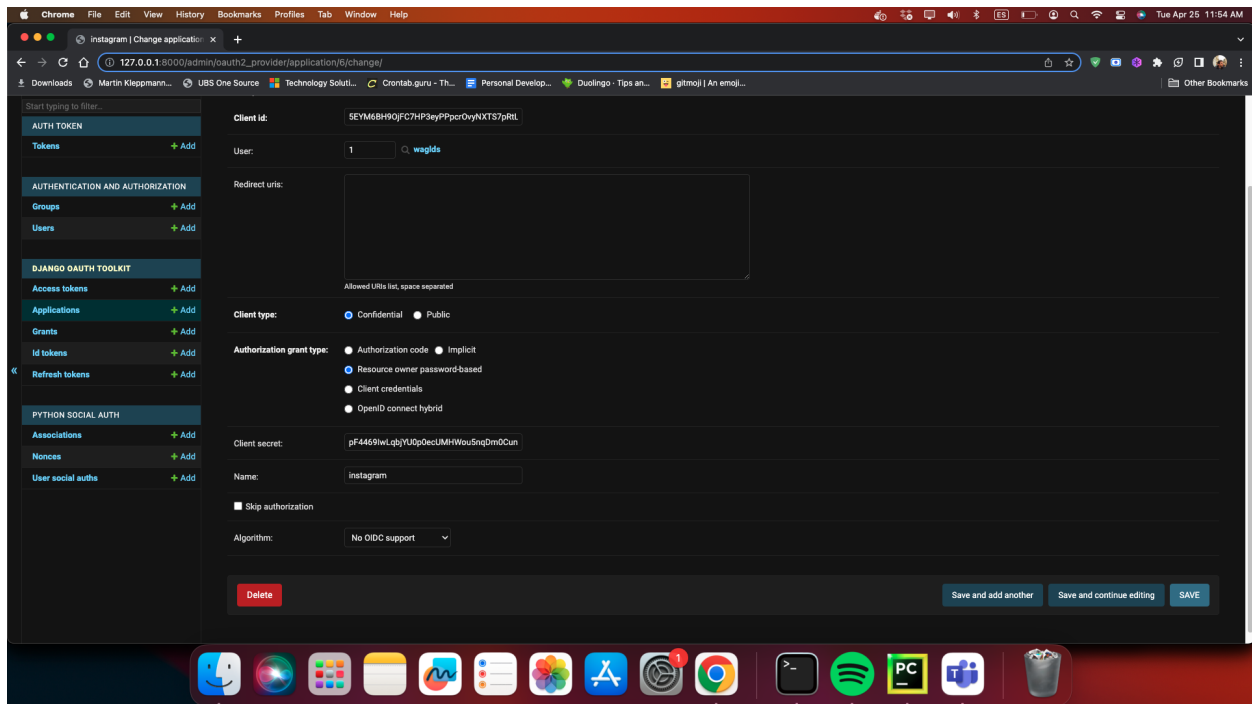 Chrome File Edit View History Bookmarks Profiles Tab Window Help ES Tue Apr 25 11:54 AM
instagram | Change application
127.0.0.1:8000/admin/oauth2_provider/application/6/change/
Downloads Martin Kleppmann... UBS One Source Technology Soluti... Crontab.guru - Th... Personal Develop... Duolingo · Tips an... gitmoji | An emoji... Other Bookmarks
Start typing to filter...
AUTH TOKEN
Tokens + Add
AUTHENTICATION AND AUTHORIZATION
Groups + Add
Users + Add
DJANGO OAUTH TOOLKIT
Access tokens + Add
Applications + Add
Grants + Add
Id tokens + Add
Refresh tokens + Add
PYTHON SOCIAL AUTH
Associations + Add
Nonces + Add
User social auths + Add
«
Client id:
User: 1 waglds
Redirect uris:
Allowed URIs list, space separated
Client type: Confidential Public
Authorization grant type: Authorization code Implicit
Resource owner password-based
Client credentials
OpenID connect hybrid
Client secret:
Name: instagram
Skip authorization
Algorithm: No OIDC support
Delete Save and add another Save and continue editing SAVE
1
PC